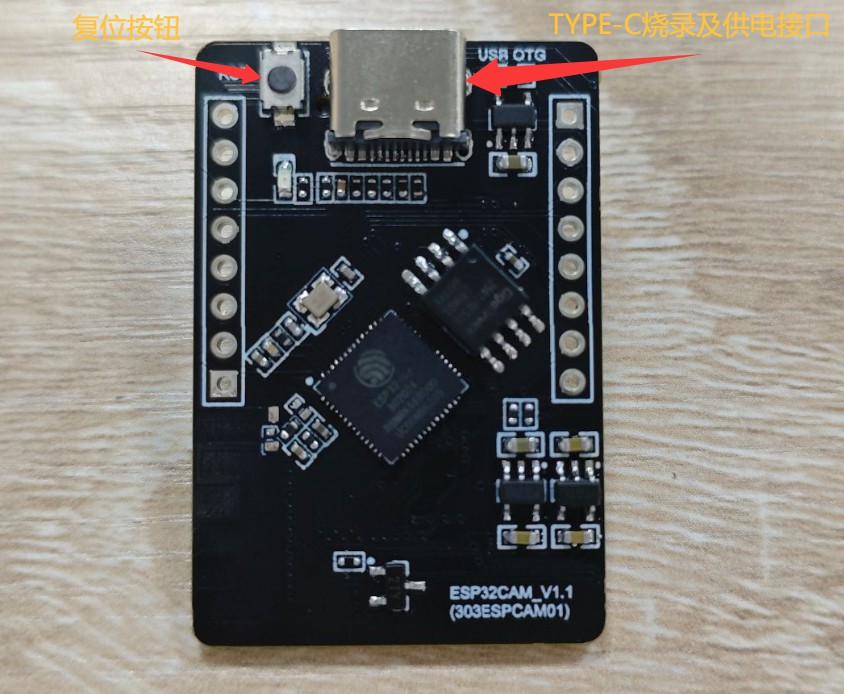 复位按钮
TYPE-C烧录及供电接口
USB OTG
ESP32CAM_V1.1
(303ESPCAM01)